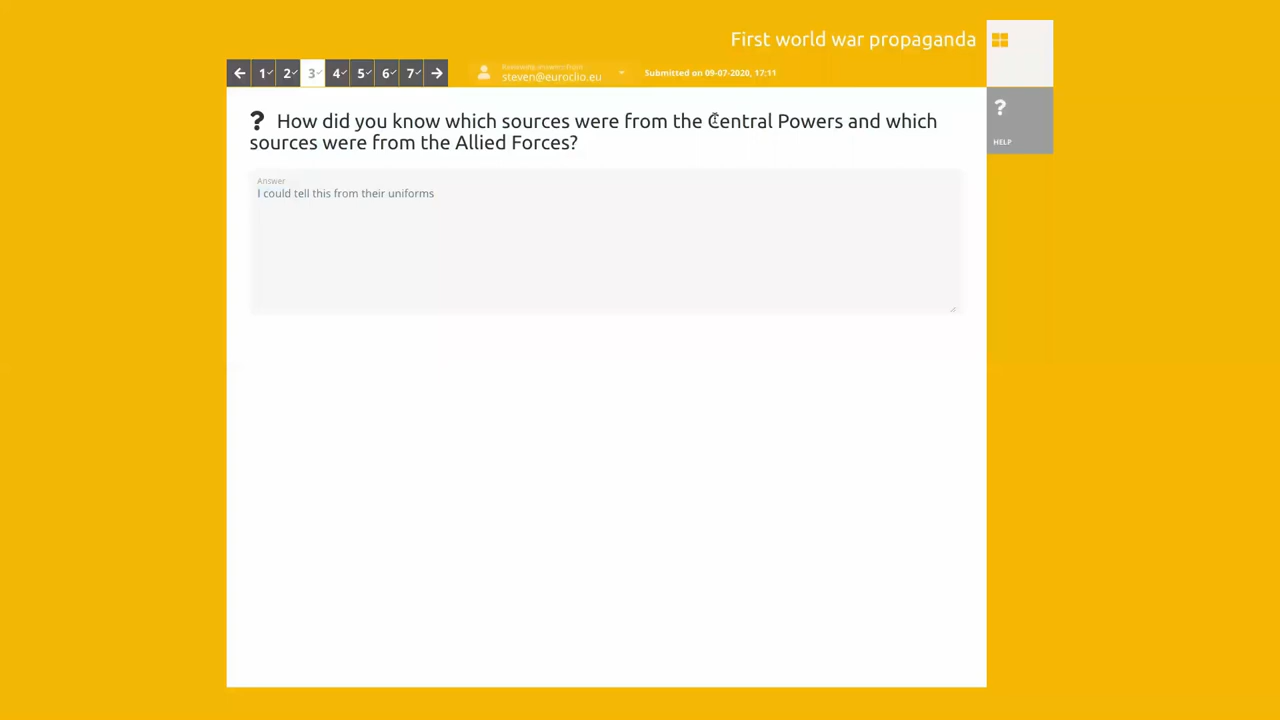 First world war propaganda
1 2 3 4 5 6 7
steven@euroclio.eu
Submitted on 09-07-2020, 17:11
? How did you know which sources were from the Central Powers and which
sources were from the Allied Forces?
?
HELP
Answer
I could tell this from their uniforms